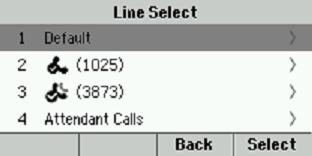 Line Select
1 Default
2 (1025)
3 (3873)
4 Attendant Calls
Back Select